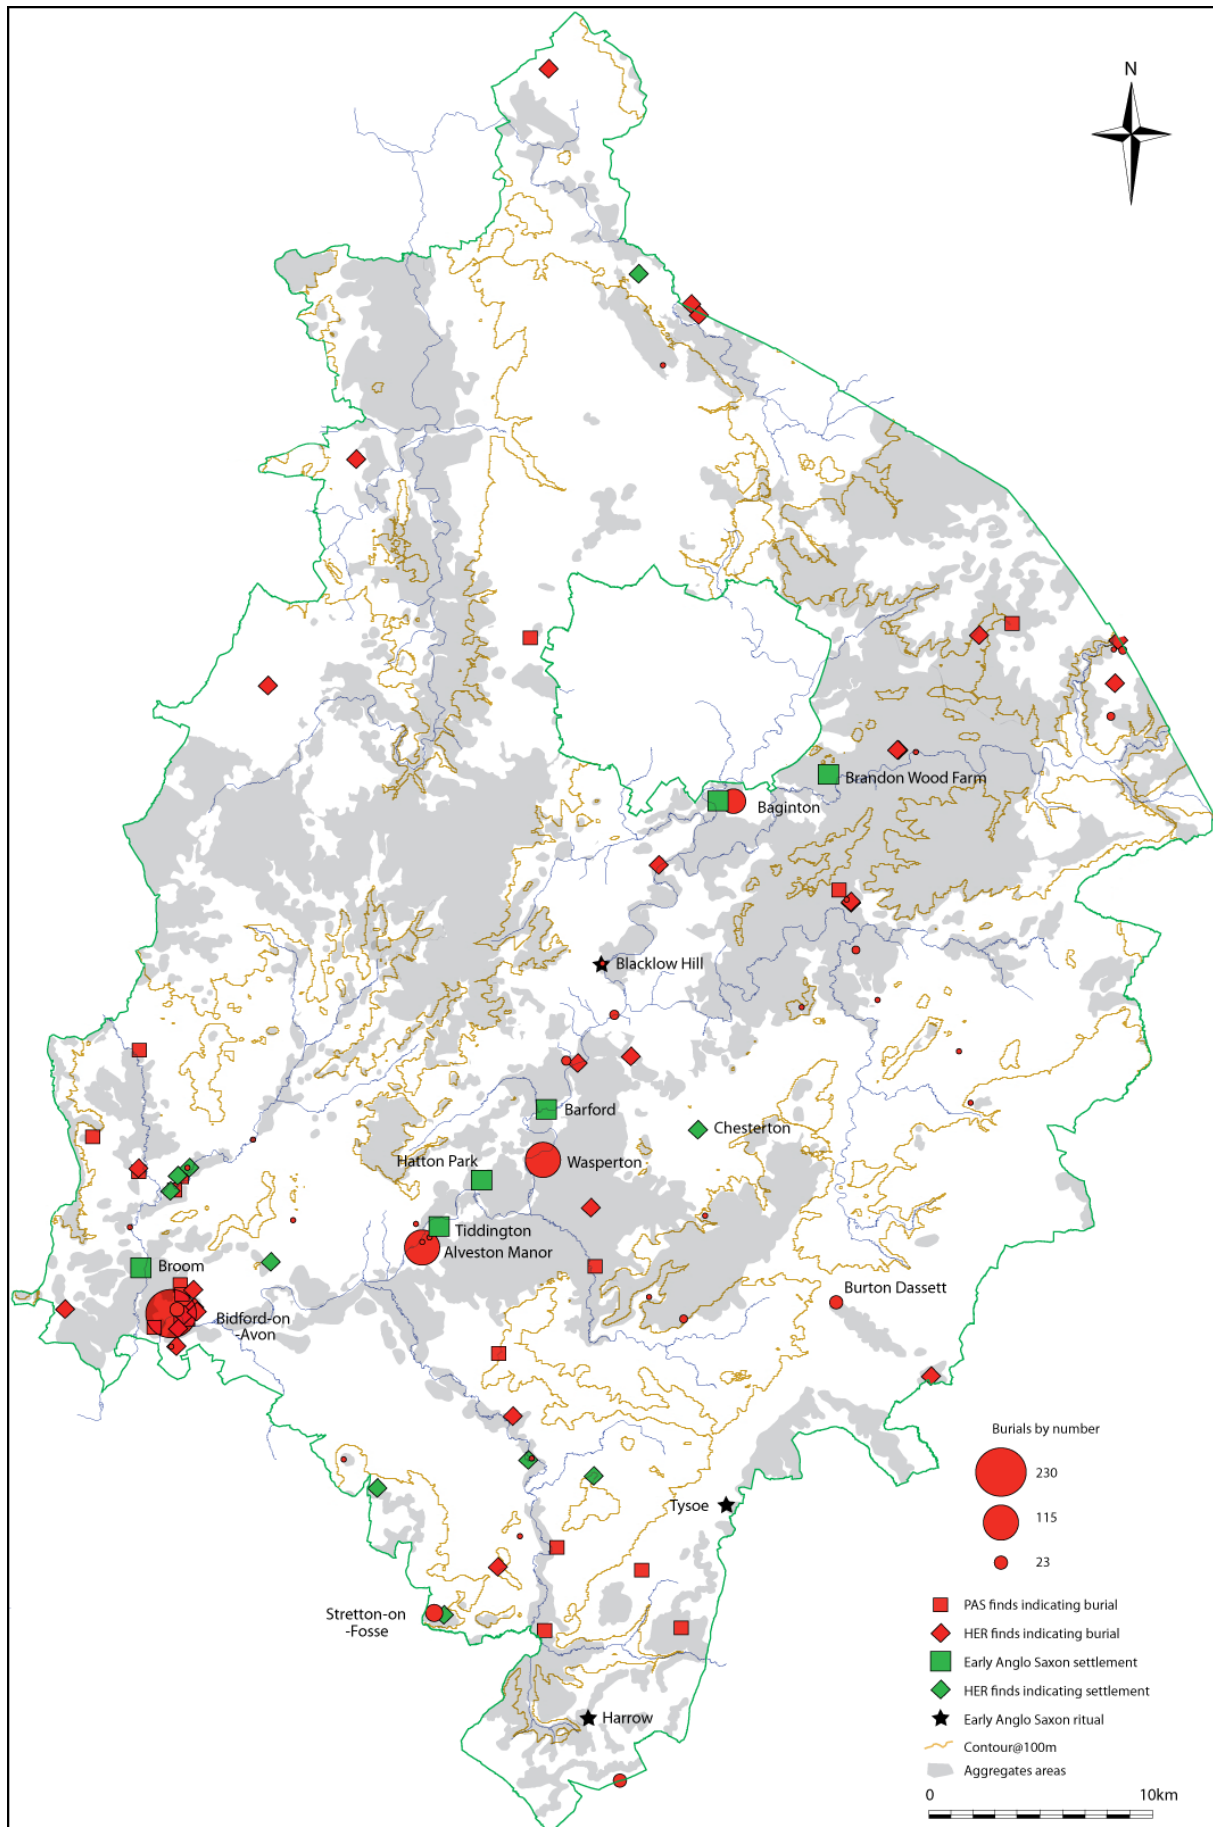 N
Brandon Wood Farm
Baginton
Blacklow Hill
Barford
Chesterton
Hatton Park
Wasperton
Tiddington
Alveston Manor
Broom
Burton Dassett
Bidford-on
-Avon
Burials by number
230
Tysoe
115
23
PAS finds indicating burial
Stretton-on
-Fosse
HER finds indicating burial
Early Anglo Saxon settlement
HER finds indicating settlement
Harrow
Early Anglo Saxon ritual
Contour@100m
Aggregates areas
0
10km